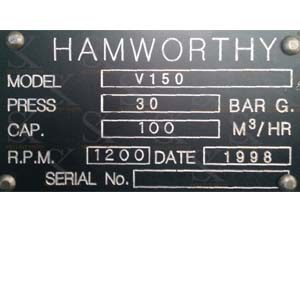 HAMWORTHY
MODEL V150
PRESS 30 BAR G.
CAP. 100 M³/HR
R.P.M. 1200 DATE 1998
SERIAL No.